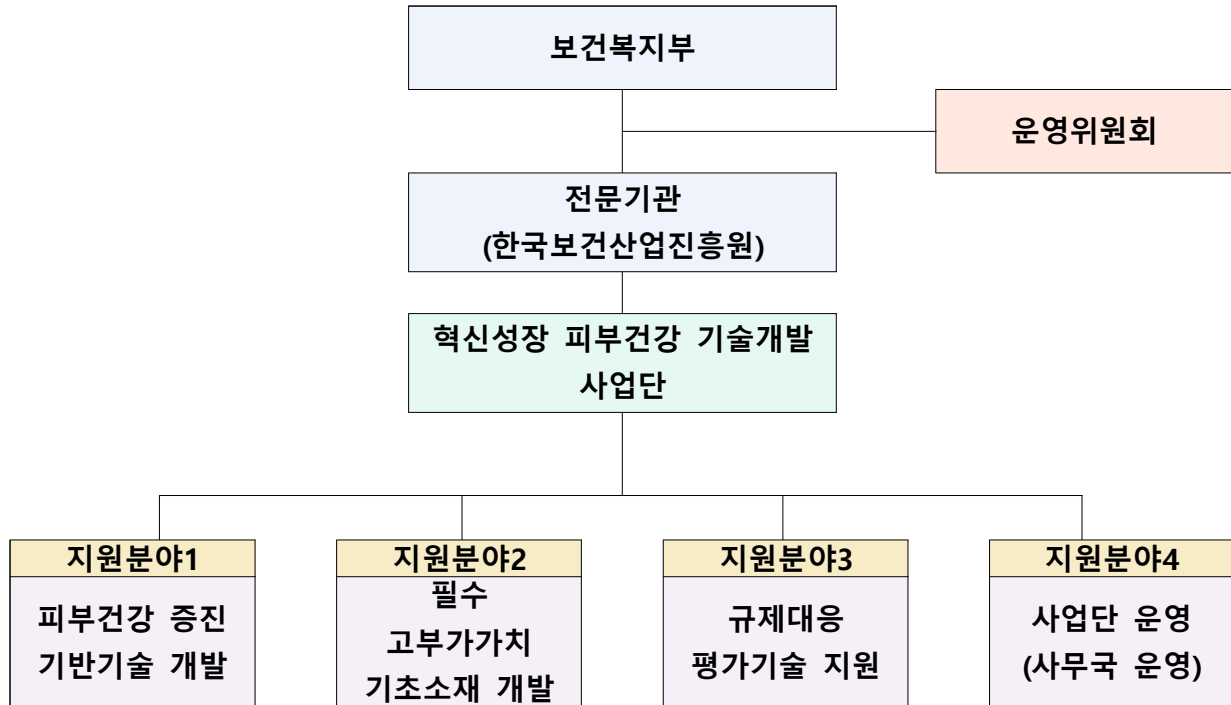 보건복지부
운영위원회
전문기관
(한국보건산업진흥원)
혁신성장 피부건강 기술개발
사업단
지원분야1
피부건강 증진
기반기술 개발
지원분야2
필수
고부가가치
기초소재 개발
지원분야3
규제대응
평가기술 지원
지원분야4
사업단 운영
(사무국 운영)